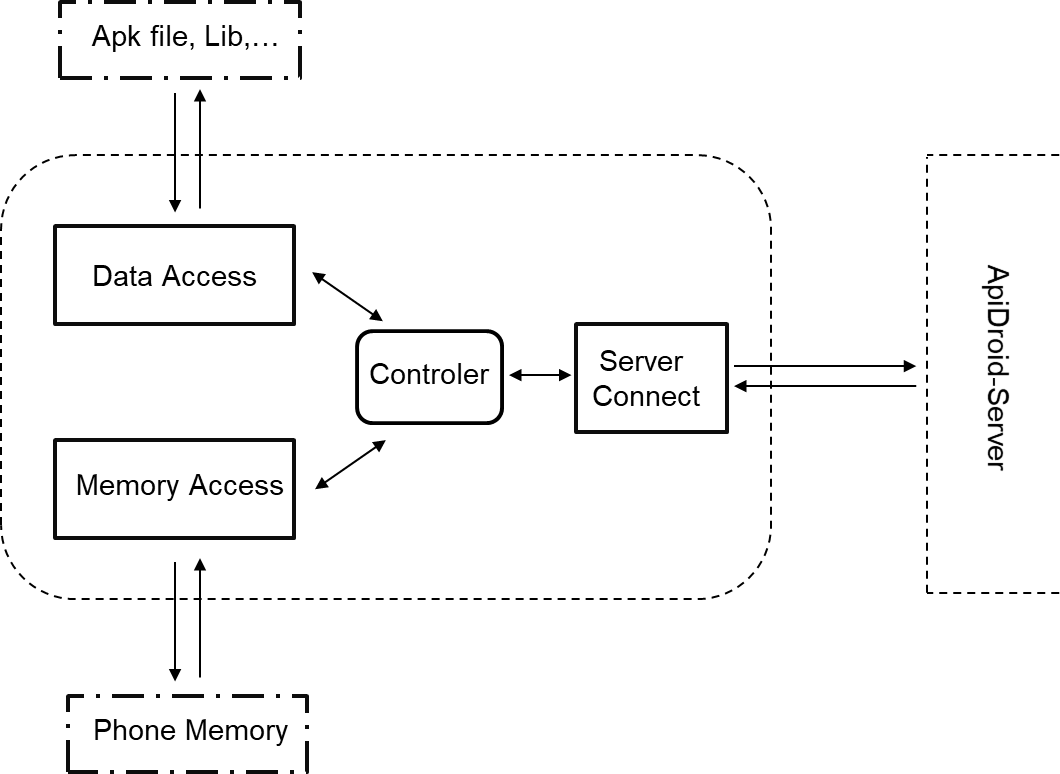 Apk file, Lib,…
Data Access
Controler
Server
Connect
ApiDroid-Server
Memory Access
Phone Memory